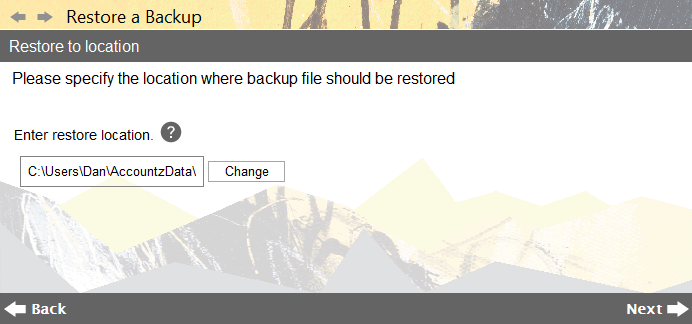 Restore a Backup
Restore to location
Please specify the location where backup file should be restored
Enter restore location. ?
C:\Users\Dan\AccountzData\ Change
Back Next